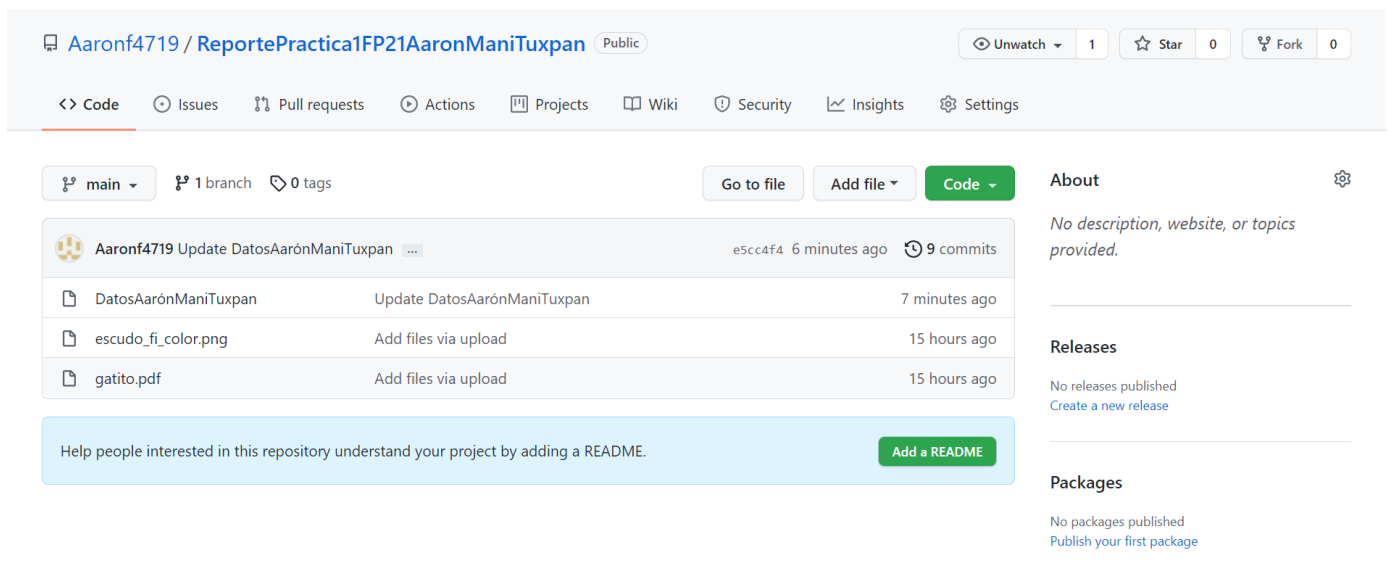 Aaronf4719 / ReportePractica1FP21AaronManiTuxpan Public
Unwatch 1 Star 0 Fork 0
Code Issues Pull requests Actions Projects Wiki Security Insights Settings
main 1 branch 0 tags Go to file Add file Code
Aaronf4719 Update DatosAarónManiTuxpan ... e5cc4f4 6 minutes ago 9 commits
DatosAarónManiTuxpan Update DatosAarónManiTuxpan 7 minutes ago
escudo_fi_color.png Add files via upload 15 hours ago
gatito.pdf Add files via upload 15 hours ago
Help people interested in this repository understand your project by adding a README. Add a README
About
No description, website, or topics
provided.
Releases
No releases published
Create a new release
Packages
No packages published
Publish your first package